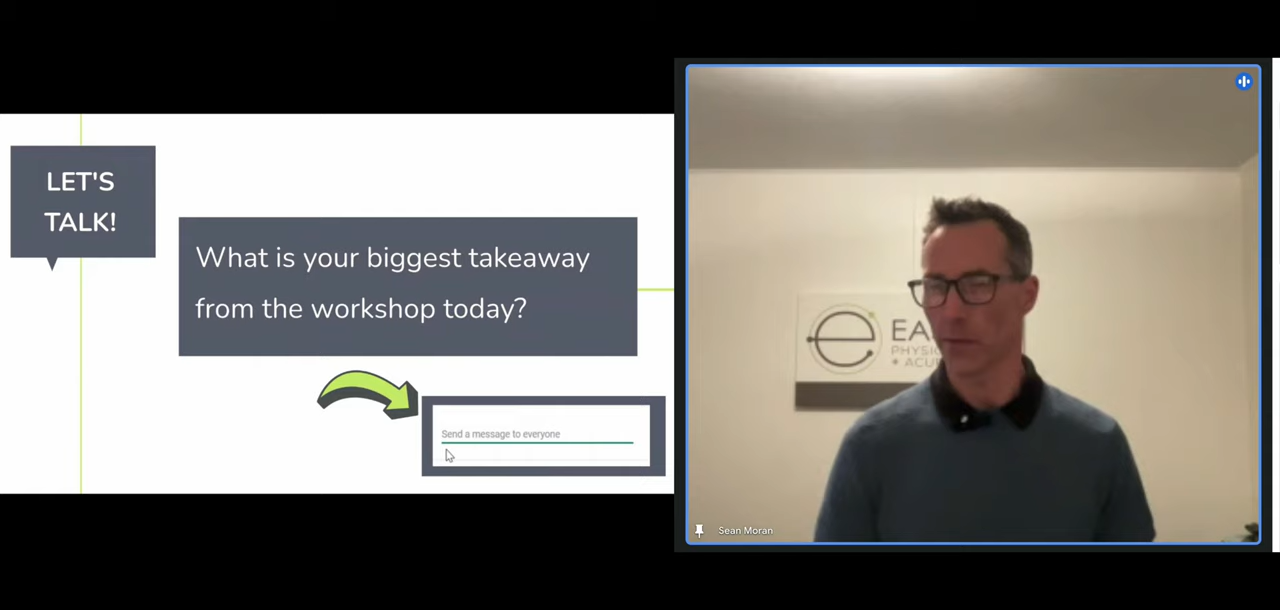 LET'S
TALK!
What is your biggest takeaway
from the workshop today?
Send a message to everyone
e
Sean Moran